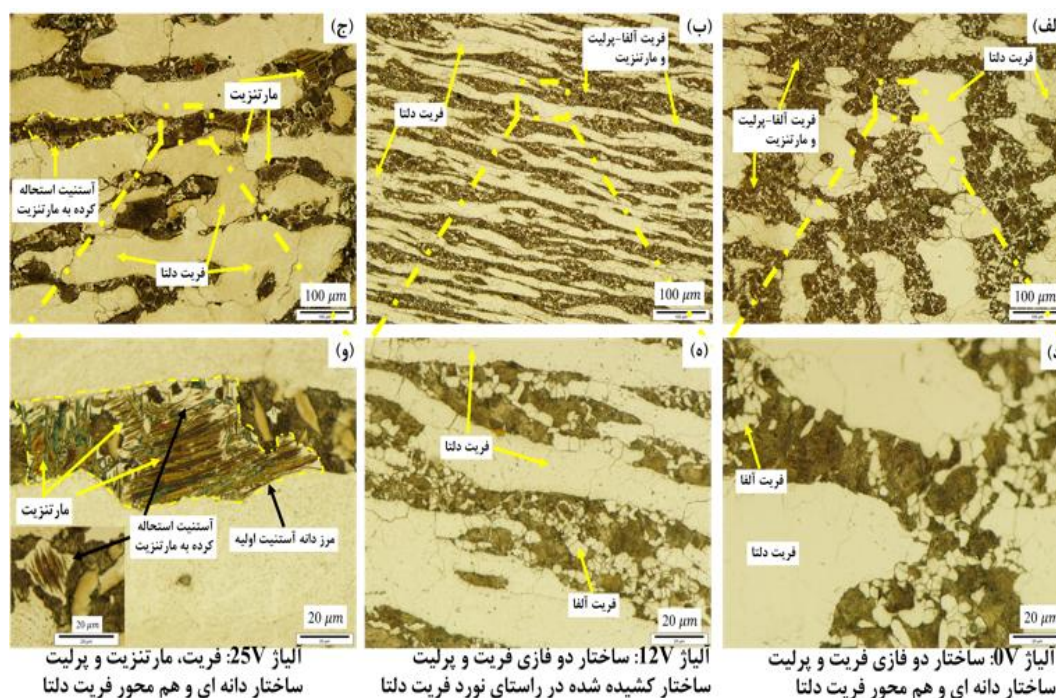 (الف)
فریت دلتا
فریت آلفا-پرلیت
و مارتنزیت
100 μm
(ب)
فریت آلفا-پرلیت
و مارتنزیت
فریت دلتا
100 μm
(ج)
مارتنزیت
آستنیت استحاله
کرده به مارتنزیت
فریت دلتا
100 μm
فریت آلفا
فریت دلتا
20 μm
(ه)
فریت دلتا
فریت آلفا
20 μm
(و)
مارتنزیت
آستنیت استحاله
کرده به مارتنزیت
مرز دانه آستنیت اولیه
20 μm
20 μm
آلیاژ 0V: ساختار دو فازی فریت و پرلیت
ساختار دانه ای و هم محور فریت دلتا
آلیاژ 12V: ساختار دو فازی فریت و پرلیت
ساختار کشیده شده در راستای نورد فریت دلتا
آلیاژ 25V: فریت، مارتنزیت و پرلیت
ساختار دانه ای و هم محور فریت دلتا